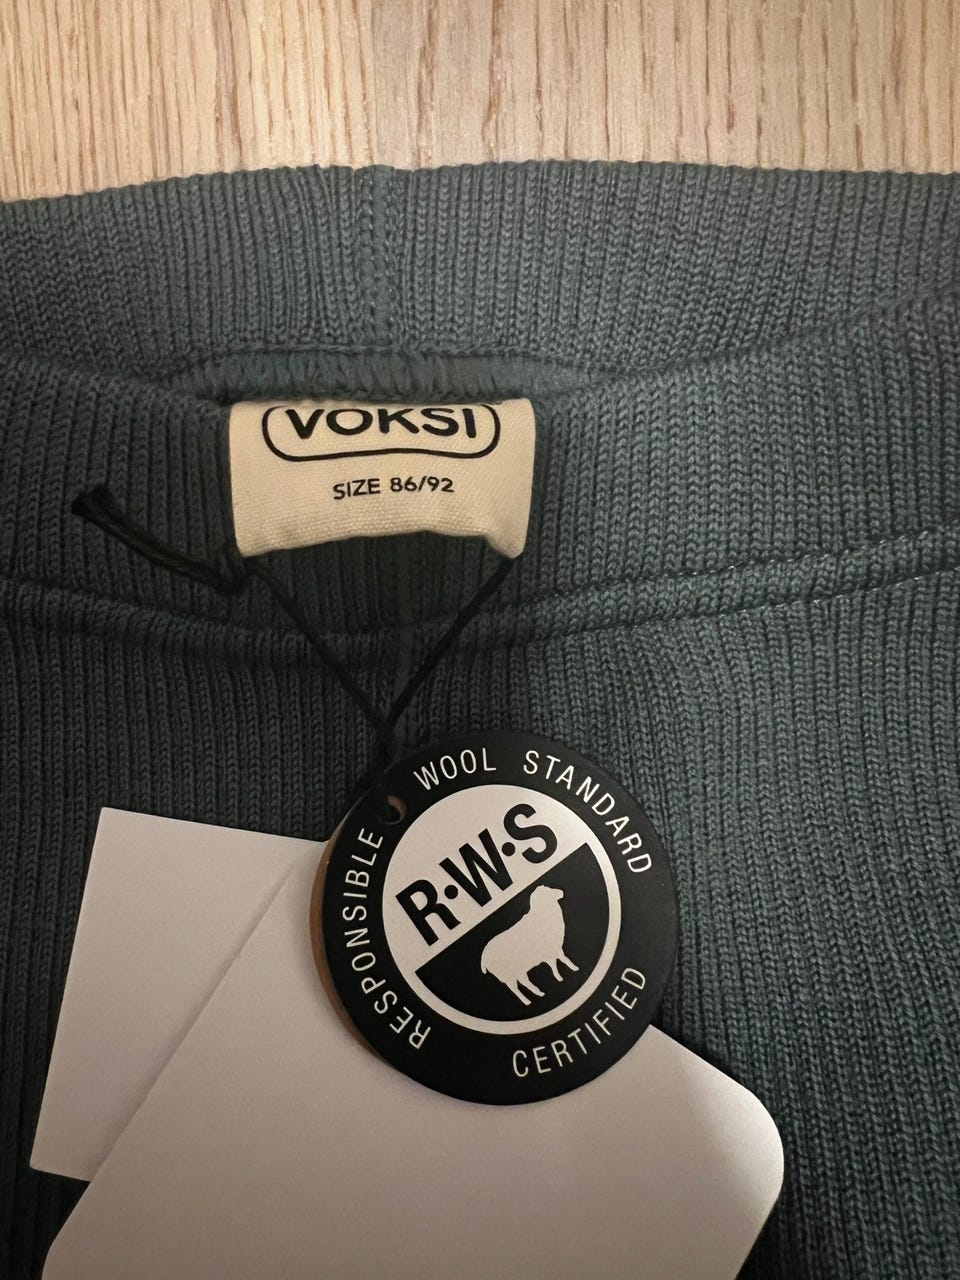 VOKSI
SIZE 86/92
RESPONSIBLE WOOL STANDARD
R·W·S
CERTIFIED